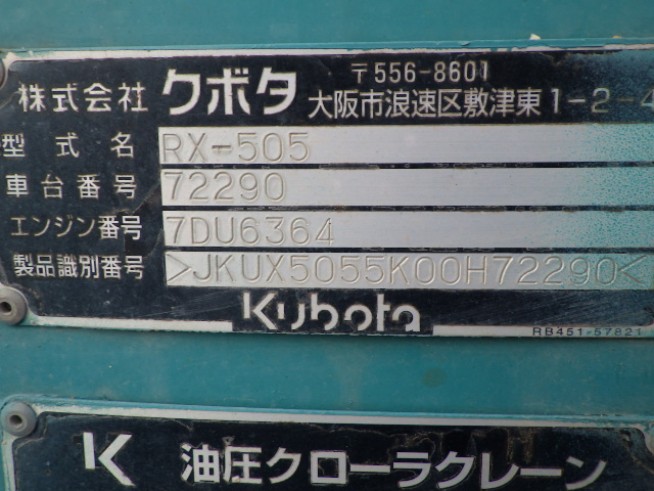 株式会社 クボタ 〒556-8601
大阪市浪速区敷津東1-2-4
型式名 RX-505
車台番号 72290
エンジン番号 7DU6364
製品識別番号 >JKUX5055K00H72290<
Kubota
RB451-57821
K 油圧クローラクレーン